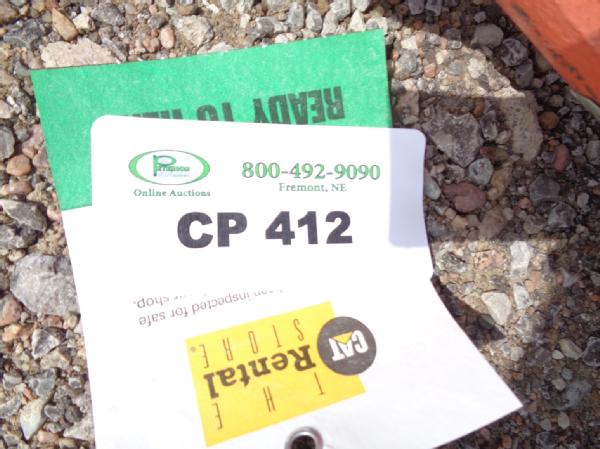 READY TO
800-492-9090
Fremont, NE
Online Auctions
CP 412
inspected for safe
shop.
THE
Rental
STORE
CAT